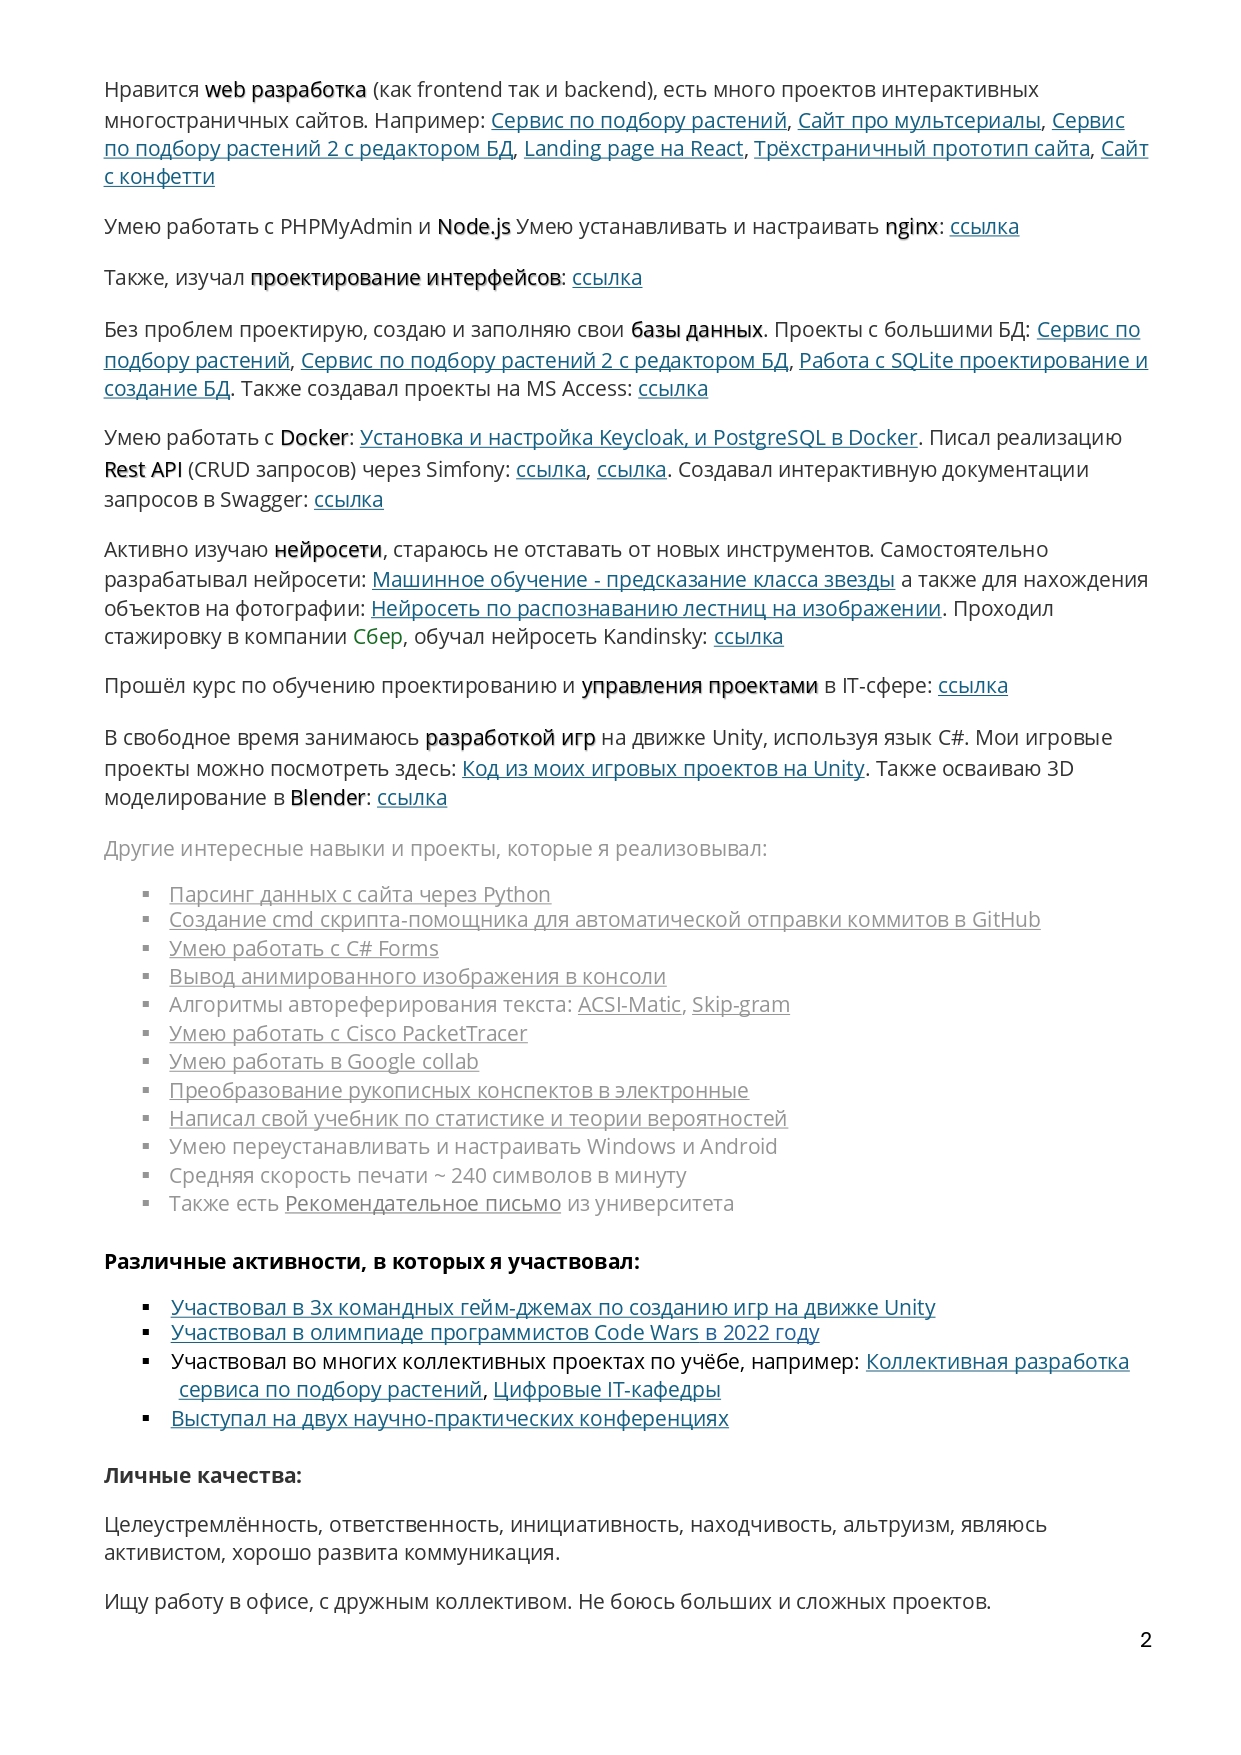 Нравится web разработка (как frontend так и backend), есть много проектов интерактивных
многостраничных сайтов. Например: Сервис по подбору растений, Сайт про мультсериалы, Сервис
по подбору растений 2 с редактором БД, Landing page на React, Трёхстраничный прототип сайта, Сайт
с конфетти
Умею работать с PHPMyAdmin и Node.js Умею устанавливать и настраивать nginx: ссылка
Также, изучал проектирование интерфейсов: ссылка
Без проблем проектирую, создаю и заполняю свои базы данных. Проекты с большими БД: Сервис по
подбору растений, Сервис по подбору растений 2 с редактором БД, Работа с SQLite проектирование и
создание БД. Также создавал проекты на MS Access: ссылка
Умею работать с Docker: Установка и настройка Keycloak, и PostgreSQL в Docker. Писал реализацию
Rest API (CRUD запросов) через Simfony: ссылка, ссылка. Создавал интерактивную документации
запросов в Swagger: ссылка
Активно изучаю нейросети, стараюсь не отставать от новых инструментов. Самостоятельно
разрабатывал нейросети: Машинное обучение - предсказание класса звезды а также для нахождения
объектов на фотографии: Нейросеть по распознаванию лестниц на изображении. Проходил
стажировку в компании Сбер, обучал нейросеть Kandinsky: ссылка
Прошёл курс по обучению проектированию и управления проектами в IT-сфере: ссылка
В свободное время занимаюсь разработкой игр на движке Unity, используя язык C#. Мои игровые
проекты можно посмотреть здесь: Код из моих игровых проектов на Unity. Также осваиваю 3D
моделирование в Blender: ссылка
Другие интересные навыки и проекты, которые я реализовывал:
▪ Парсинг данных с сайта через Python
▪ Создание cmd скрипта-помощника для автоматической отправки коммитов в GitHub
▪ Умею работать с C# Forms
▪ Вывод анимированного изображения в консоли
▪ Алгоритмы автореферирования текста: ACSI-Matic, Skip-gram
▪ Умею работать с Cisco PacketTracer
▪ Умею работать в Google collab
▪ Преобразование рукописных конспектов в электронные
▪ Написал свой учебник по статистике и теории вероятностей
▪ Умею переустанавливать и настраивать Windows и Android
▪ Средняя скорость печати ~ 240 символов в минуту
▪ Также есть Рекомендательное письмо из университета
Различные активности, в которых я участвовал:
▪ Участвовал в 3х командных гейм-джемах по созданию игр на движке Unity
▪ Участвовал в олимпиаде программистов Code Wars в 2022 году
▪ Участвовал во многих коллективных проектах по учёбе, например: Коллективная разработка
сервиса по подбору растений, Цифровые IT-кафедры
▪ Выступал на двух научно-практических конференциях
Личные качества:
Целеустремлённость, ответственность, инициативность, находчивость, альтруизм, являюсь
активистом, хорошо развита коммуникация.
Ищу работу в офисе, с дружным коллективом. Не боюсь больших и сложных проектов.
2